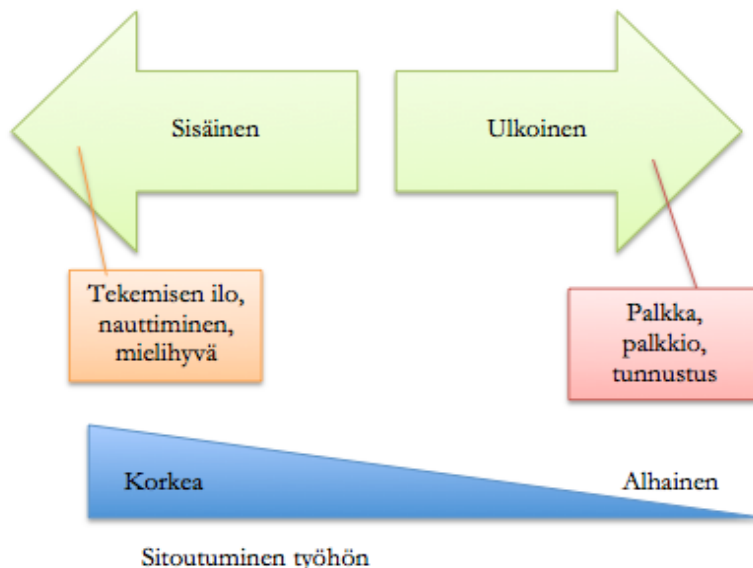 Sisäinen
Ulkoinen
Tekemisen ilo,
nauttiminen,
mielihyvä
Palkka,
palkkio,
tunnustus
Korkea
Alhainen
Sitoutuminen työhön